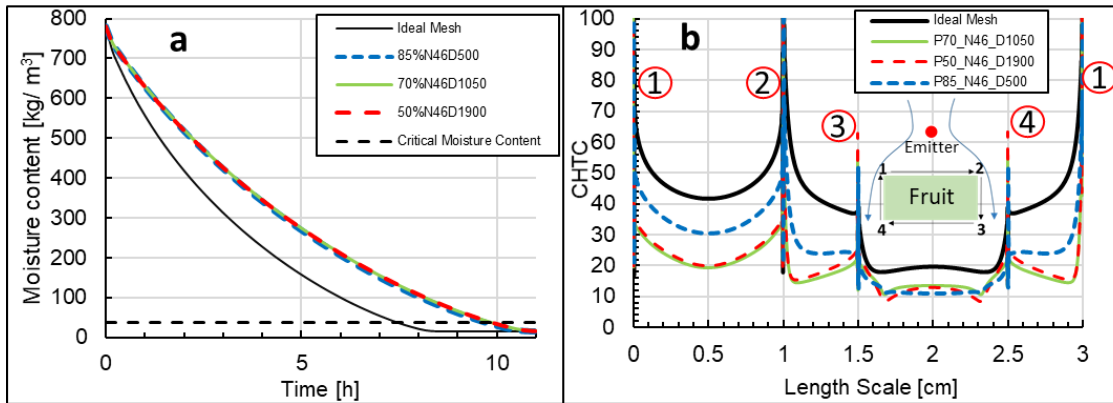 a
Ideal Mesh
85%N46D500
70%N46D1050
50%N46D1900
Critical Moisture Content
Moisture content [kg/ m³]
800
700
600
500
400
300
200
100
0
0
5
10
Time [h]
b
Ideal Mesh
P70_N46_D1050
P50_N46_D1900
P85_N46_D500
CHTC
100
90
80
70
60
50
40
30
20
10
0
1
2
3
4
1
Emitter
1
2
Fruit
4
3
0
0.5
1
1.5
2
2.5
3
Length Scale [cm]